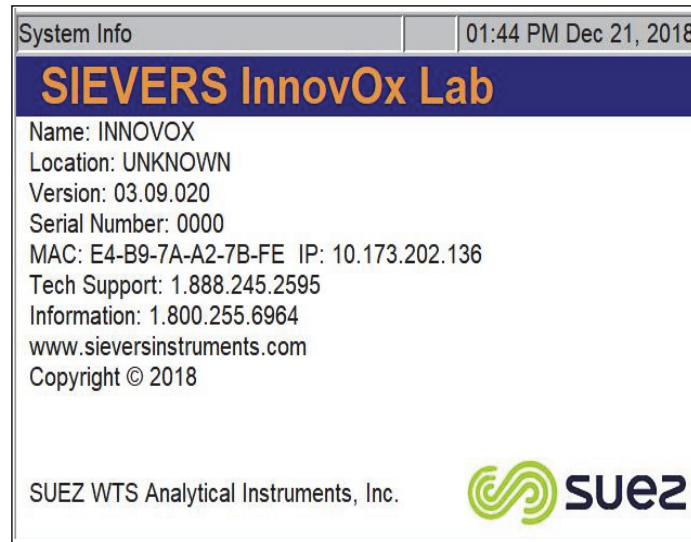 System Info 01:44 PM Dec 21, 2018
SIEVERS InnovOx Lab
Name: INNOVOX
Location: UNKNOWN
Version: 03.09.020
Serial Number: 0000
MAC: E4-B9-7A-A2-7B-FE IP: 10.173.202.136
Tech Support: 1.888.245.2595
Information: 1.800.255.6964
www.sieversinstruments.com
Copyright © 2018
SUEZ WTS Analytical Instruments, Inc.
suez